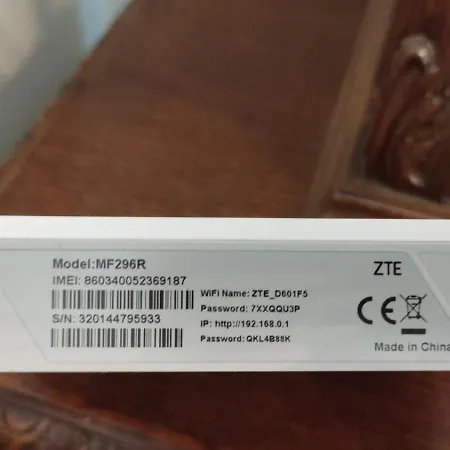 Model:MF296R
IMEI: 860340052369187
S/N: 320144795933
WiFi Name: ZTE_D601F5
Password: 7XXQQU3P
IP: http://192.168.0.1
Password: QKL4B88K
ZTE
CE
Made in China